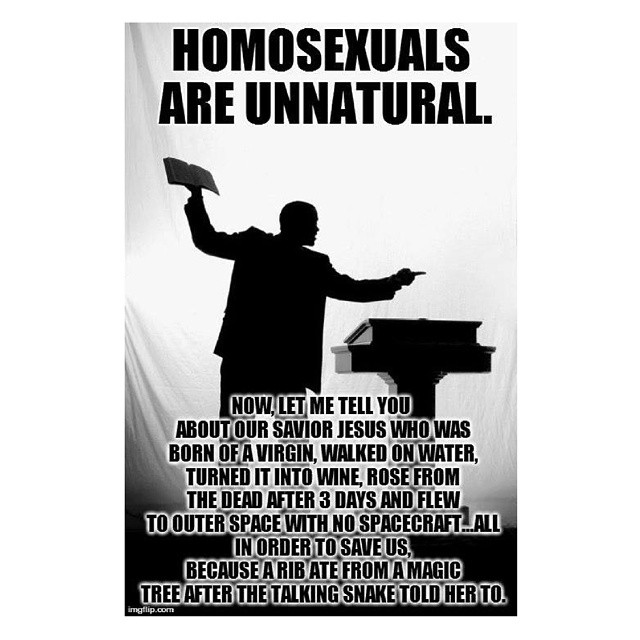 HOMOSEXUALS
ARE UNNATURAL.
NOW, LET ME TELL YOU
ABOUT OUR SAVIOR JESUS WHO WAS
BORN OF A VIRGIN, WALKED ON WATER,
TURNED IT INTO WINE, ROSE FROM
THE DEAD AFTER 3 DAYS AND FLEW
TO OUTER SPACE WITH NO SPACECRAFT...ALL
IN ORDER TO SAVE US,
BECAUSE A RIB ATE FROM A MAGIC
TREE AFTER THE TALKING SNAKE TOLD HER TO.
imgflip.com